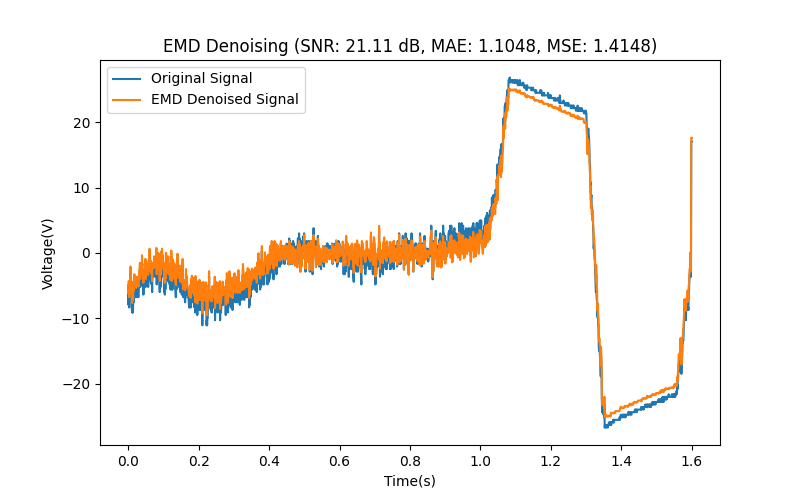 EMD Denoising (SNR: 21.11 dB, MAE: 1.1048, MSE: 1.4148)
Original Signal
EMD Denoised Signal
Voltage(V)
20
10
0
−10
−20
0.0 0.2 0.4 0.6 0.8 1.0 1.2 1.4 1.6
Time(s)